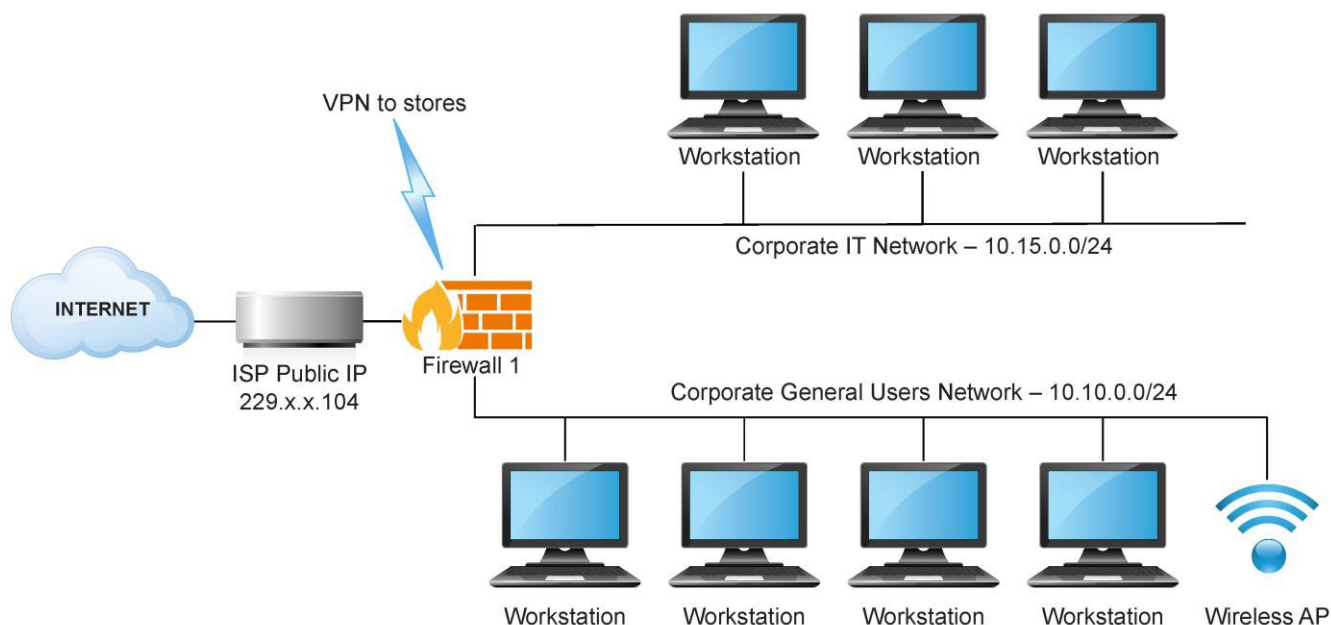 VPN to stores
Workstation
Workstation
Workstation
Corporate IT Network – 10.15.0.0/24
INTERNET
ISP Public IP
229.x.x.104
Firewall 1
Corporate General Users Network – 10.10.0.0/24
Workstation
Workstation
Workstation
Workstation
Wireless AP